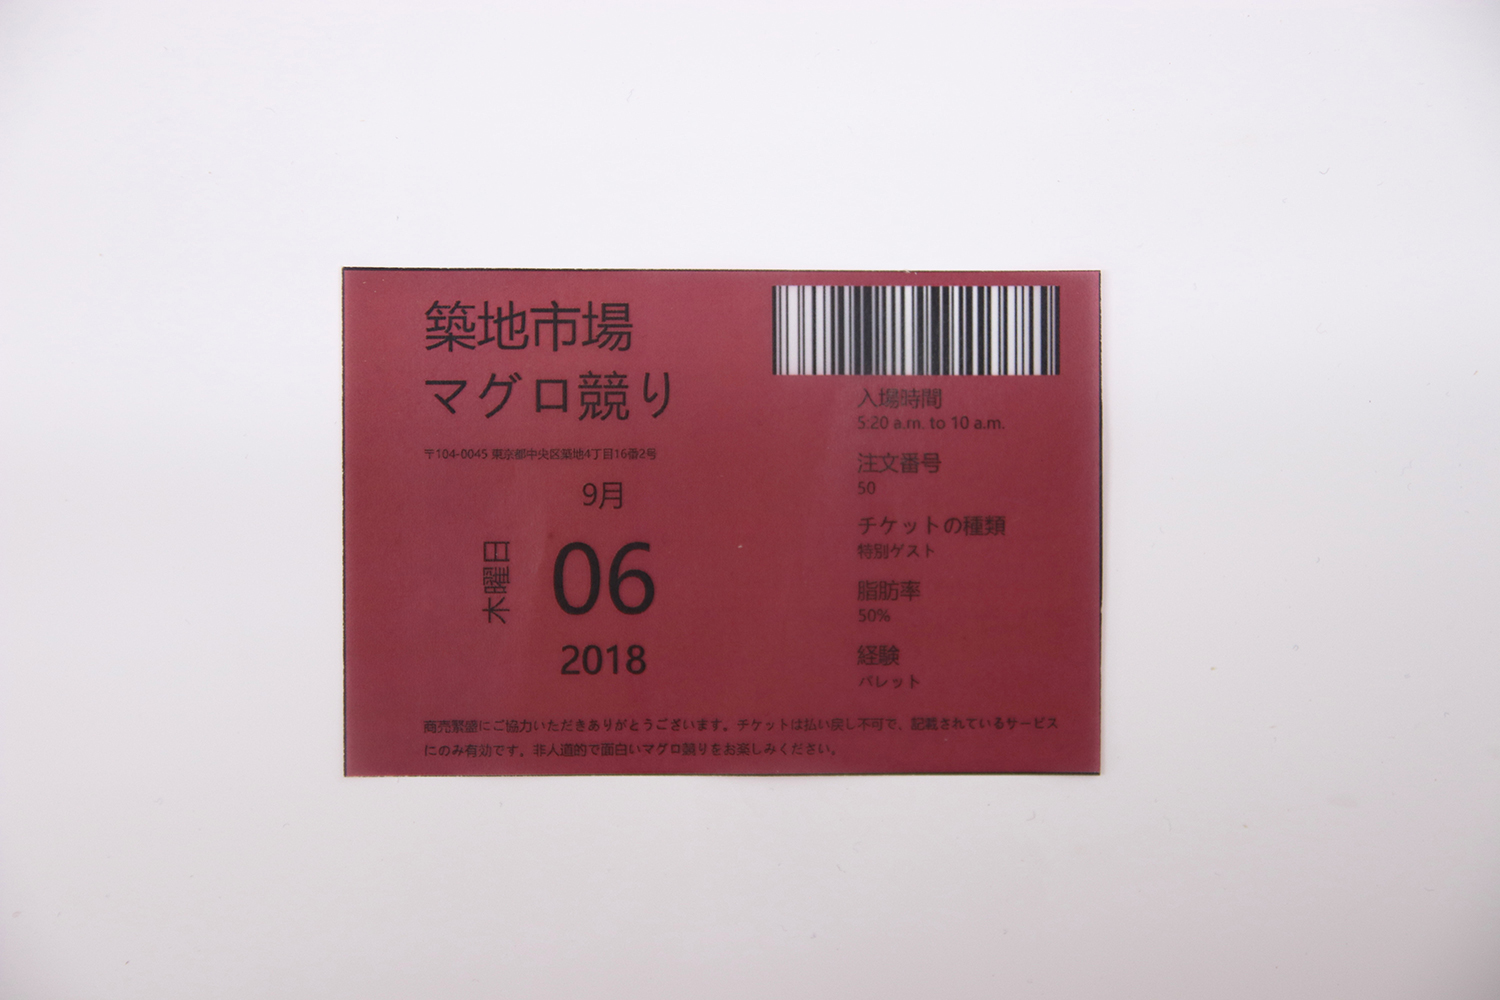 築地市場
マグロ競り
〒104-0045 東京都中央区築地4丁目16番2号
9月
木曜日
06
2018
入場時間
5:20 a.m. to 10 a.m.
注文番号
50
チケットの種類
特別ゲスト
脂肪率
50%
経験
パレット
商売繁盛にご協力いただきありがとうございます。チケットは払い戻し不可で、記載されているサービス
にのみ有効です。非人道的で面白いマグロ競りをお楽しみください。